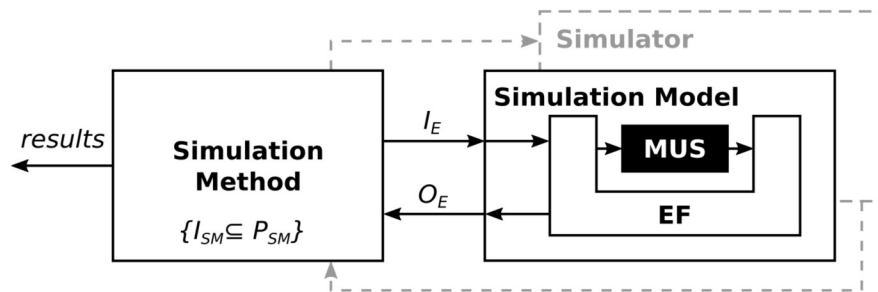 Simulator
Simulation Model
results
I_E
MUS
Simulation
Method
O_E
EF
{I_SM⊆ P_SM}